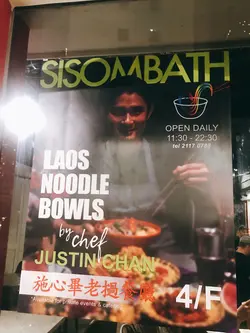 SISOMBATH
OPEN DAILY
11:30 - 22:30
LAOS
NOODLE
BOWLS
by chef
JUSTIN CHAN
施心畢老撾
4/F